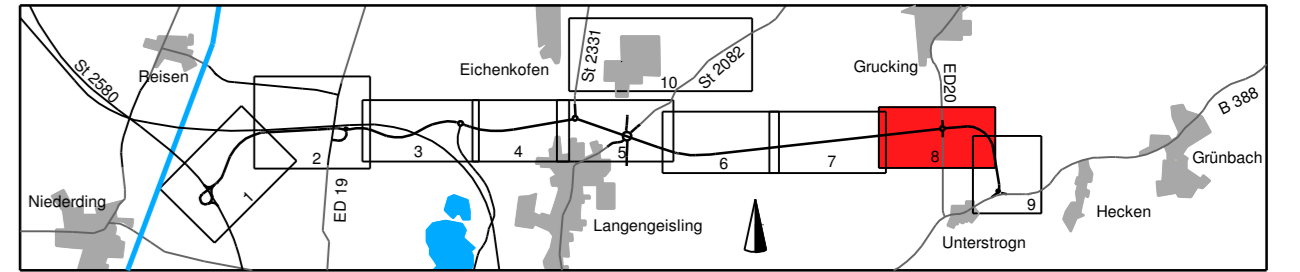 St 2580
Reisen
Eichenkofen
St 2331
10
St 2082
Grucking
ED20
B 388
1
2
3
4
5
6
7
8
9
Grünbach
Niederding
ED 19
Langengeisling
Unterstrogn
Hecken